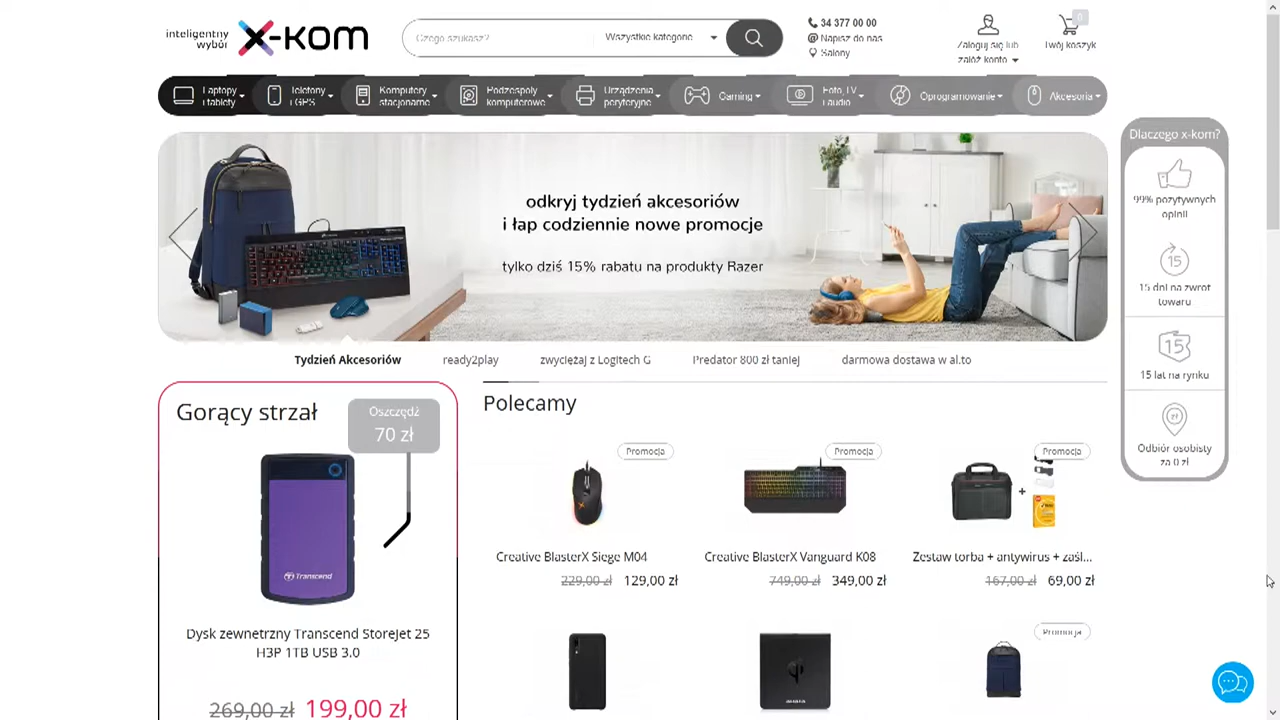 inteligentny
wybór
x-kom
Czego szukasz?
Wszystkie kategorie
34 377 00 00
Napisz do nas
Salony
Zaloguj się lub
załóż konto
0
Twój koszyk
Laptopy
i tablety
Telefony
i GPS
Komputery
stacjonarne
Podzespoły
komputerowe
Urządzenia
peryferyjne
Gaming
Foto, TV
i audio
Oprogramowanie
Akcesoria
odkryj tydzień akcesoriów
i łap codziennie nowe promocje
tylko dziś 15% rabatu na produkty Razer
Dlaczego x-kom?
99% pozytywnych
opinii
15
15 dni na zwrot
towaru
15
15 lat na rynku
zł
Odbiór osobisty
za 0 zł
Tydzień Akcesoriów
ready2play
zwyciężaj z Logitech G
Predator 800 zł taniej
darmowa dostawa w al.to
Gorący strzał
Oszczędź
70 zł
Transcend
Dysk zewnetrzny Transcend StoreJet 25
H3P 1TB USB 3.0
269,00 zł 199,00 zł
Polecamy
Promocja
Creative BlasterX Siege M04
229,00 zł 129,00 zł
Promocja
Creative BlasterX Vanguard K08
749,00 zł 349,00 zł
Promocja
+
Zestaw torba + antywirus + zaśl...
167,00 zł 69,00 zł
Promocja